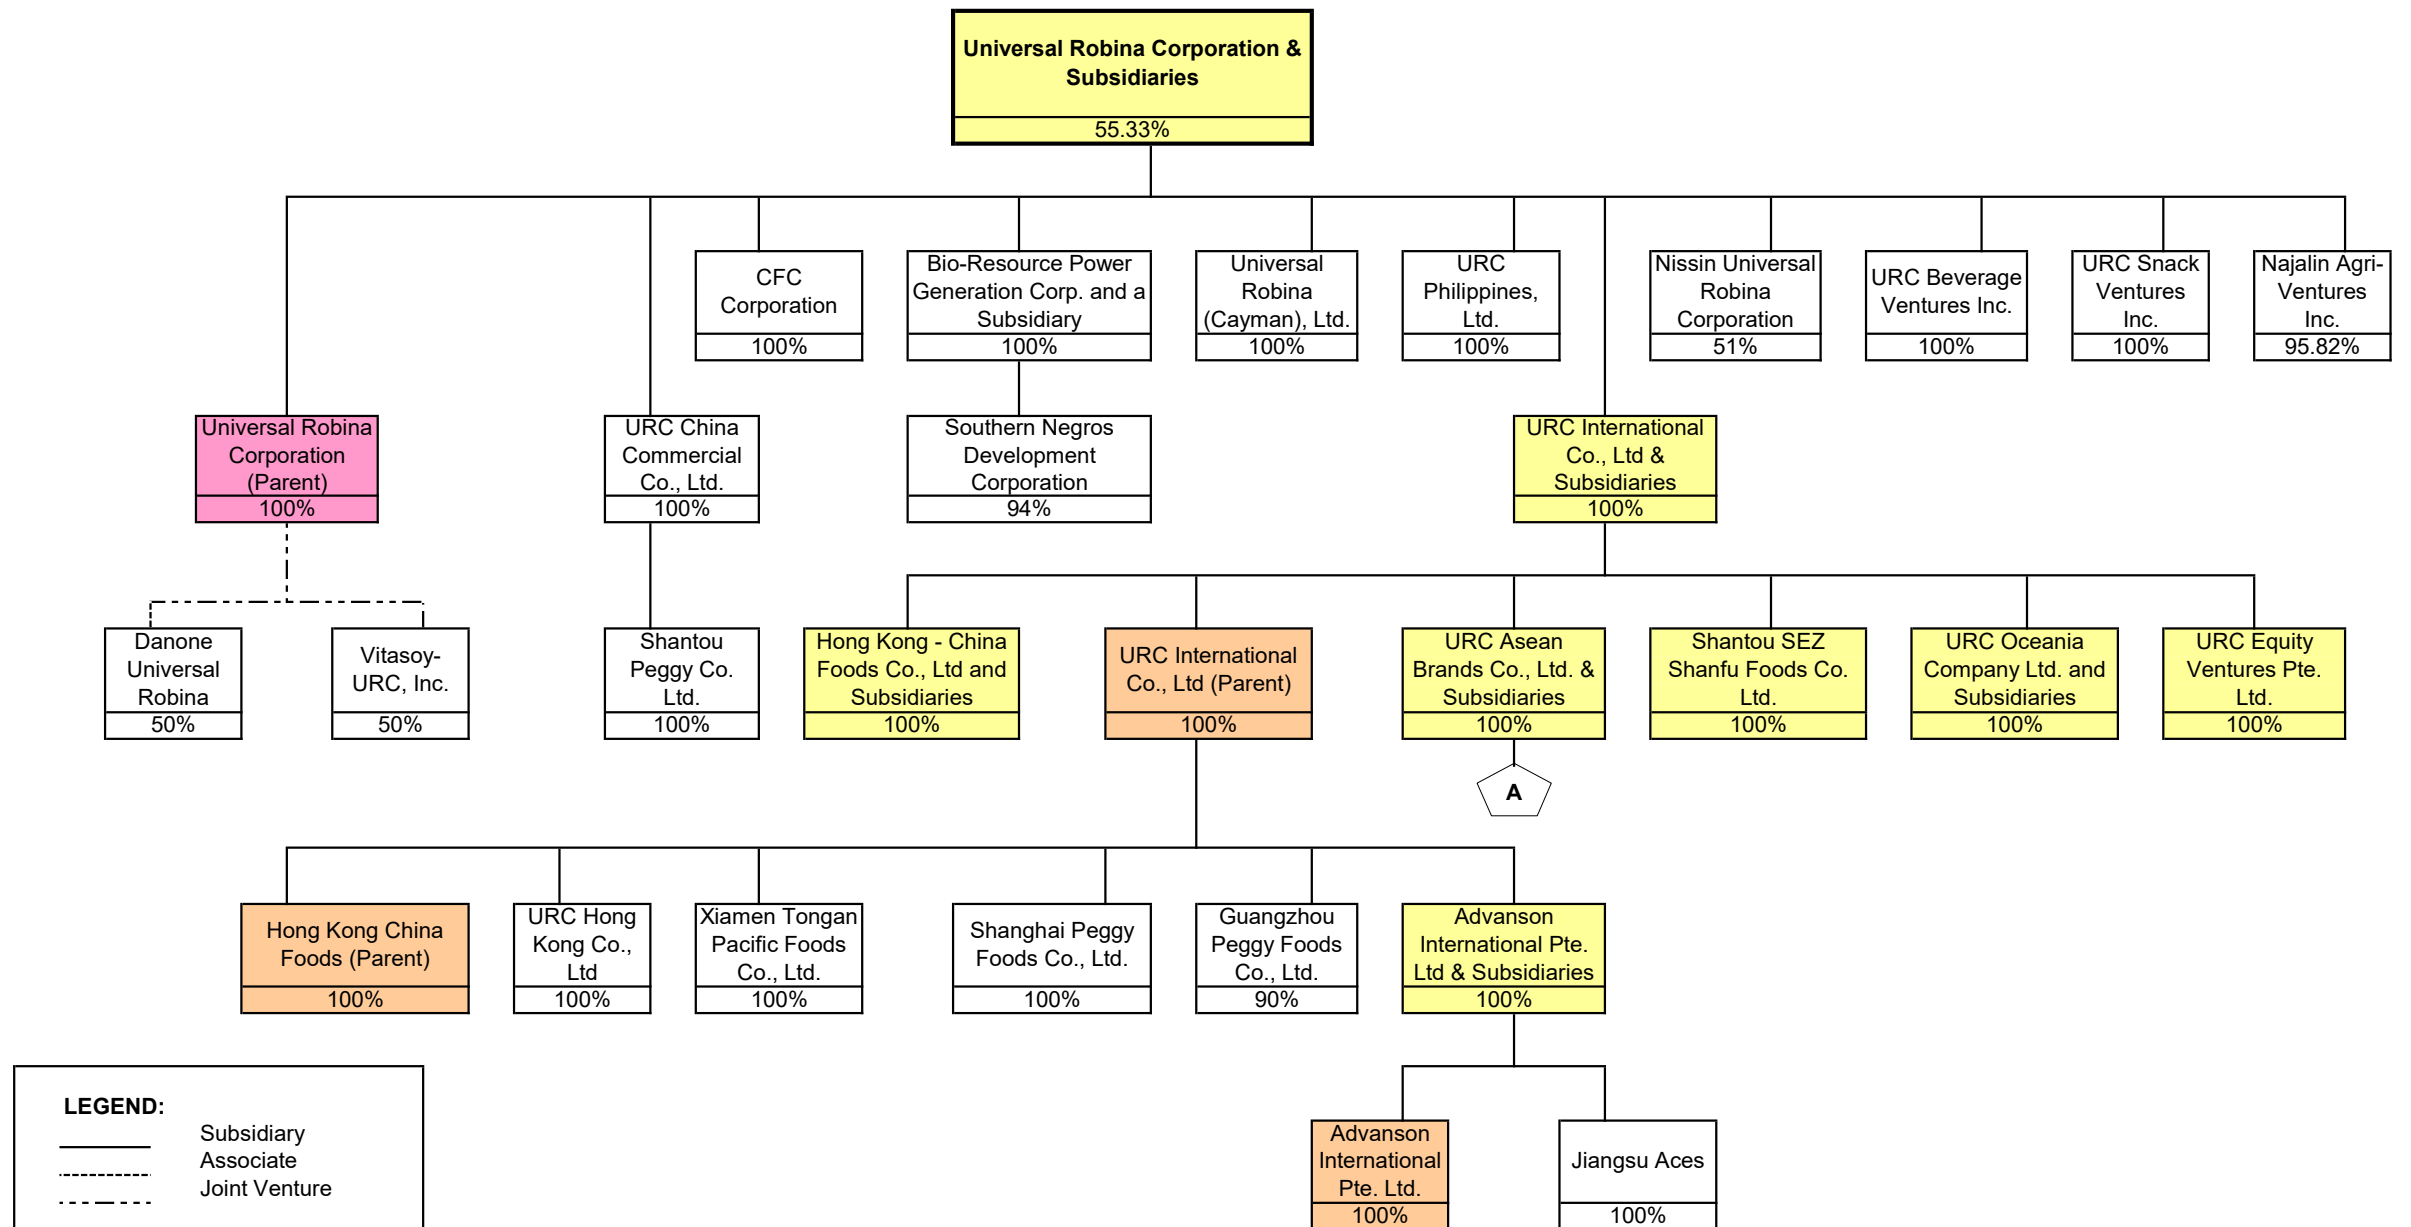 Universal Robina Corporation &
Subsidiaries
55.33%
CFC
Corporation
100%
Bio-Resource Power
Generation Corp. and a
Subsidiary
100%
Universal
Robina
(Cayman), Ltd.
100%
URC
Philippines,
Ltd.
100%
Nissin Universal
Robina
Corporation
51%
URC Beverage
Ventures Inc.
100%
URC Snack
Ventures
Inc.
100%
Najalin Agri-
Ventures
Inc.
95.82%
Universal Robina
Corporation
(Parent)
100%
URC China
Commercial
Co., Ltd.
100%
Southern Negros
Development
Corporation
94%
URC International
Co., Ltd &
Subsidiaries
100%
Danone
Universal
Robina
50%
Vitasoy-
URC, Inc.
50%
Shantou
Peggy Co.
Ltd.
100%
Hong Kong - China
Foods Co., Ltd and
Subsidiaries
100%
URC International
Co., Ltd (Parent)
100%
URC Asean
Brands Co., Ltd. &
Subsidiaries
100%
Shantou SEZ
Shanfu Foods Co.
Ltd.
100%
URC Oceania
Company Ltd. and
Subsidiaries
100%
URC Equity
Ventures Pte.
Ltd.
100%
A
Hong Kong China
Foods (Parent)
100%
URC Hong
Kong Co.,
Ltd
100%
Xiamen Tongan
Pacific Foods
Co., Ltd.
100%
Shanghai Peggy
Foods Co., Ltd.
100%
Guangzhou
Peggy Foods
Co., Ltd.
90%
Advanson
International Pte.
Ltd & Subsidiaries
100%
Advanson
International
Pte. Ltd.
100%
Jiangsu Aces
100%
LEGEND:
Subsidiary
Associate
Joint Venture